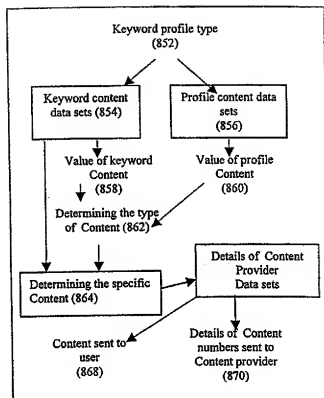 Keyword profile type
(852)
Keyword content
data sets (854)
Profile content data
sets
(856)
Value of keyword
Content
(858)
Value of profile
Content
(860)
Determining the type
of Content (862)
Determining the specific
Content (864)
Details of Content
Provider
Data sets
Content sent to
user
(868)
Details of Content
numbers sent to
Content provider
(870)